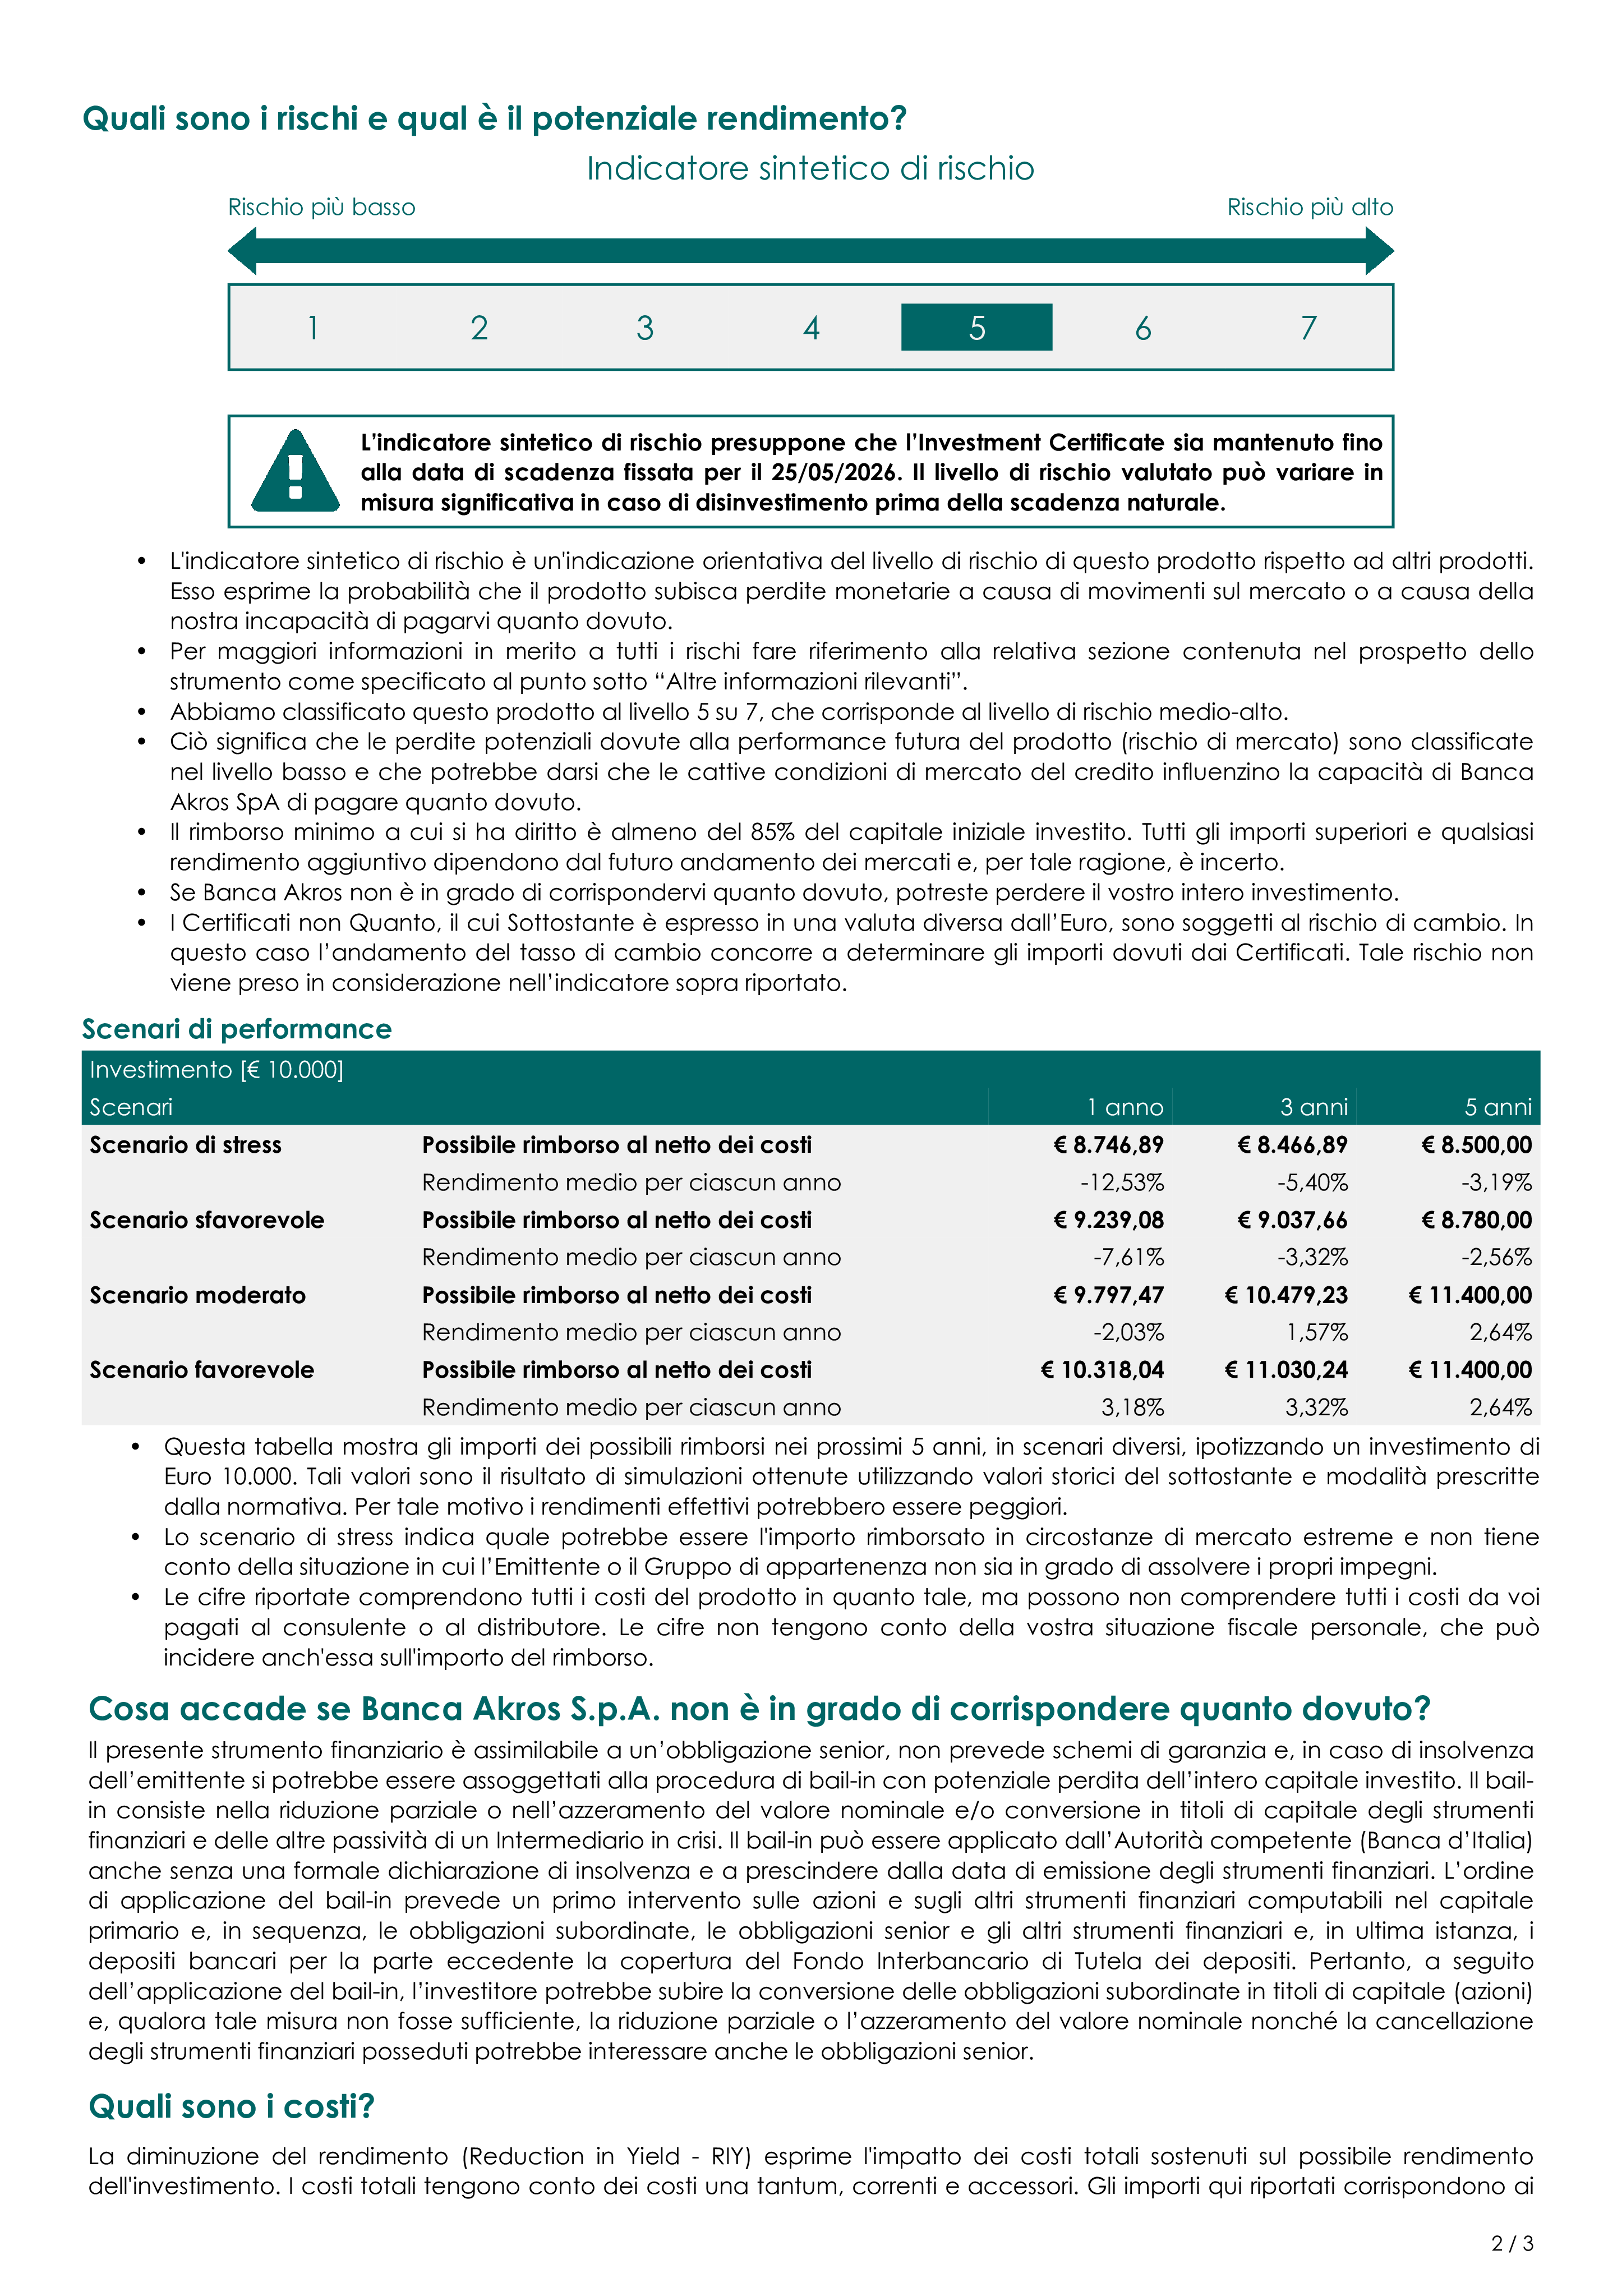 Quali sono i rischi e qual è il potenziale rendimento?
Indicatore sintetico di rischio
Rischio più basso Rischio più alto
1 2 3 4 5 6 7
L’indicatore sintetico di rischio presuppone che l’Investment Certificate sia mantenuto fino
alla data di scadenza fissata per il 25/05/2026. Il livello di rischio valutato può variare in
misura significativa in caso di disinvestimento prima della scadenza naturale.
• L'indicatore sintetico di rischio è un'indicazione orientativa del livello di rischio di questo prodotto rispetto ad altri prodotti.
Esso esprime la probabilità che il prodotto subisca perdite monetarie a causa di movimenti sul mercato o a causa della
nostra incapacità di pagarvi quanto dovuto.
• Per maggiori informazioni in merito a tutti i rischi fare riferimento alla relativa sezione contenuta nel prospetto dello
strumento come specificato al punto sotto “Altre informazioni rilevanti”.
• Abbiamo classificato questo prodotto al livello 5 su 7, che corrisponde al livello di rischio medio-alto.
• Ciò significa che le perdite potenziali dovute alla performance futura del prodotto (rischio di mercato) sono classificate
nel livello basso e che potrebbe darsi che le cattive condizioni di mercato del credito influenzino la capacità di Banca
Akros SpA di pagare quanto dovuto.
• Il rimborso minimo a cui si ha diritto è almeno del 85% del capitale iniziale investito. Tutti gli importi superiori e qualsiasi
rendimento aggiuntivo dipendono dal futuro andamento dei mercati e, per tale ragione, è incerto.
• Se Banca Akros non è in grado di corrispondervi quanto dovuto, potreste perdere il vostro intero investimento.
• I Certificati non Quanto, il cui Sottostante è espresso in una valuta diversa dall’Euro, sono soggetti al rischio di cambio. In
questo caso l’andamento del tasso di cambio concorre a determinare gli importi dovuti dai Certificati. Tale rischio non
viene preso in considerazione nell’indicatore sopra riportato.
Scenari di performance
Investimento [€ 10.000]
Scenari 1 anno 3 anni 5 anni
Scenario di stress Possibile rimborso al netto dei costi € 8.746,89 € 8.466,89 € 8.500,00
Rendimento medio per ciascun anno -12,53% -5,40% -3,19%
Scenario sfavorevole Possibile rimborso al netto dei costi € 9.239,08 € 9.037,66 € 8.780,00
Rendimento medio per ciascun anno -7,61% -3,32% -2,56%
Scenario moderato Possibile rimborso al netto dei costi € 9.797,47 € 10.479,23 € 11.400,00
Rendimento medio per ciascun anno -2,03% 1,57% 2,64%
Scenario favorevole Possibile rimborso al netto dei costi € 10.318,04 € 11.030,24 € 11.400,00
Rendimento medio per ciascun anno 3,18% 3,32% 2,64%
• Questa tabella mostra gli importi dei possibili rimborsi nei prossimi 5 anni, in scenari diversi, ipotizzando un investimento di
Euro 10.000. Tali valori sono il risultato di simulazioni ottenute utilizzando valori storici del sottostante e modalità prescritte
dalla normativa. Per tale motivo i rendimenti effettivi potrebbero essere peggiori.
• Lo scenario di stress indica quale potrebbe essere l'importo rimborsato in circostanze di mercato estreme e non tiene
conto della situazione in cui l’Emittente o il Gruppo di appartenenza non sia in grado di assolvere i propri impegni.
• Le cifre riportate comprendono tutti i costi del prodotto in quanto tale, ma possono non comprendere tutti i costi da voi
pagati al consulente o al distributore. Le cifre non tengono conto della vostra situazione fiscale personale, che può
incidere anch'essa sull'importo del rimborso.
Cosa accade se Banca Akros S.p.A. non è in grado di corrispondere quanto dovuto?
Il presente strumento finanziario è assimilabile a un’obbligazione senior, non prevede schemi di garanzia e, in caso di insolvenza
dell’emittente si potrebbe essere assoggettati alla procedura di bail-in con potenziale perdita dell’intero capitale investito. Il bail-
in consiste nella riduzione parziale o nell’azzeramento del valore nominale e/o conversione in titoli di capitale degli strumenti
finanziari e delle altre passività di un Intermediario in crisi. Il bail-in può essere applicato dall’Autorità competente (Banca d’Italia)
anche senza una formale dichiarazione di insolvenza e a prescindere dalla data di emissione degli strumenti finanziari. L’ordine
di applicazione del bail-in prevede un primo intervento sulle azioni e sugli altri strumenti finanziari computabili nel capitale
primario e, in sequenza, le obbligazioni subordinate, le obbligazioni senior e gli altri strumenti finanziari e, in ultima istanza, i
depositi bancari per la parte eccedente la copertura del Fondo Interbancario di Tutela dei depositi. Pertanto, a seguito
dell’applicazione del bail-in, l’investitore potrebbe subire la conversione delle obbligazioni subordinate in titoli di capitale (azioni)
e, qualora tale misura non fosse sufficiente, la riduzione parziale o l’azzeramento del valore nominale nonché la cancellazione
degli strumenti finanziari posseduti potrebbe interessare anche le obbligazioni senior.
Quali sono i costi?
La diminuzione del rendimento (Reduction in Yield - RIY) esprime l'impatto dei costi totali sostenuti sul possibile rendimento
dell'investimento. I costi totali tengono conto dei costi una tantum, correnti e accessori. Gli importi qui riportati corrispondono ai
2 / 3